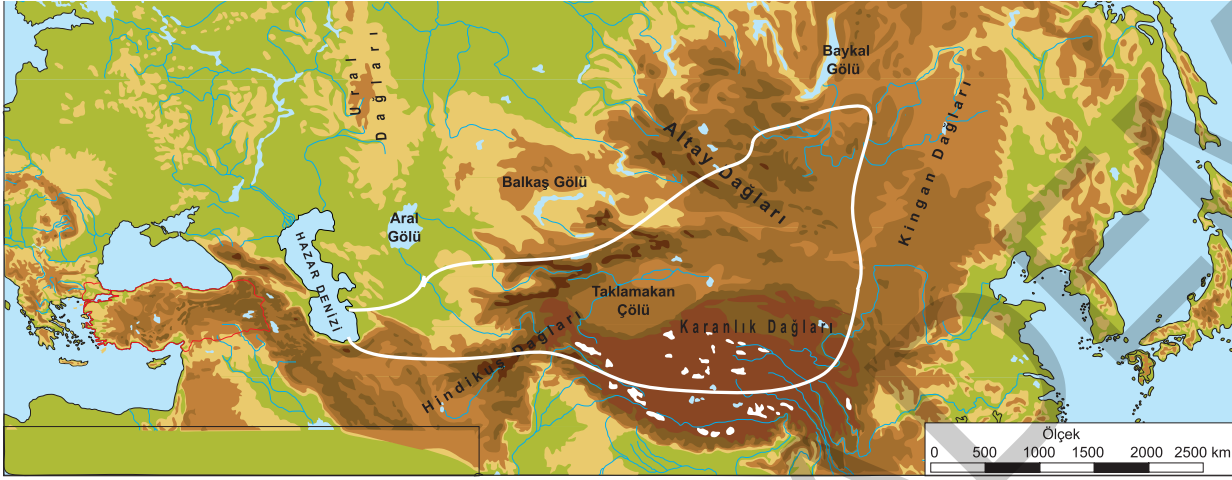 Ural
Dağları
Baykal
Gölü
Altay Dağları
Kingan Dağları
Balkaş Gölü
Aral
Gölü
HAZAR DENİZİ
Taklamakan
Çölü
Karanlık Dağları
Hindikuş Dağları
Ölçek
0 500 1000 1500 2000 2500 km